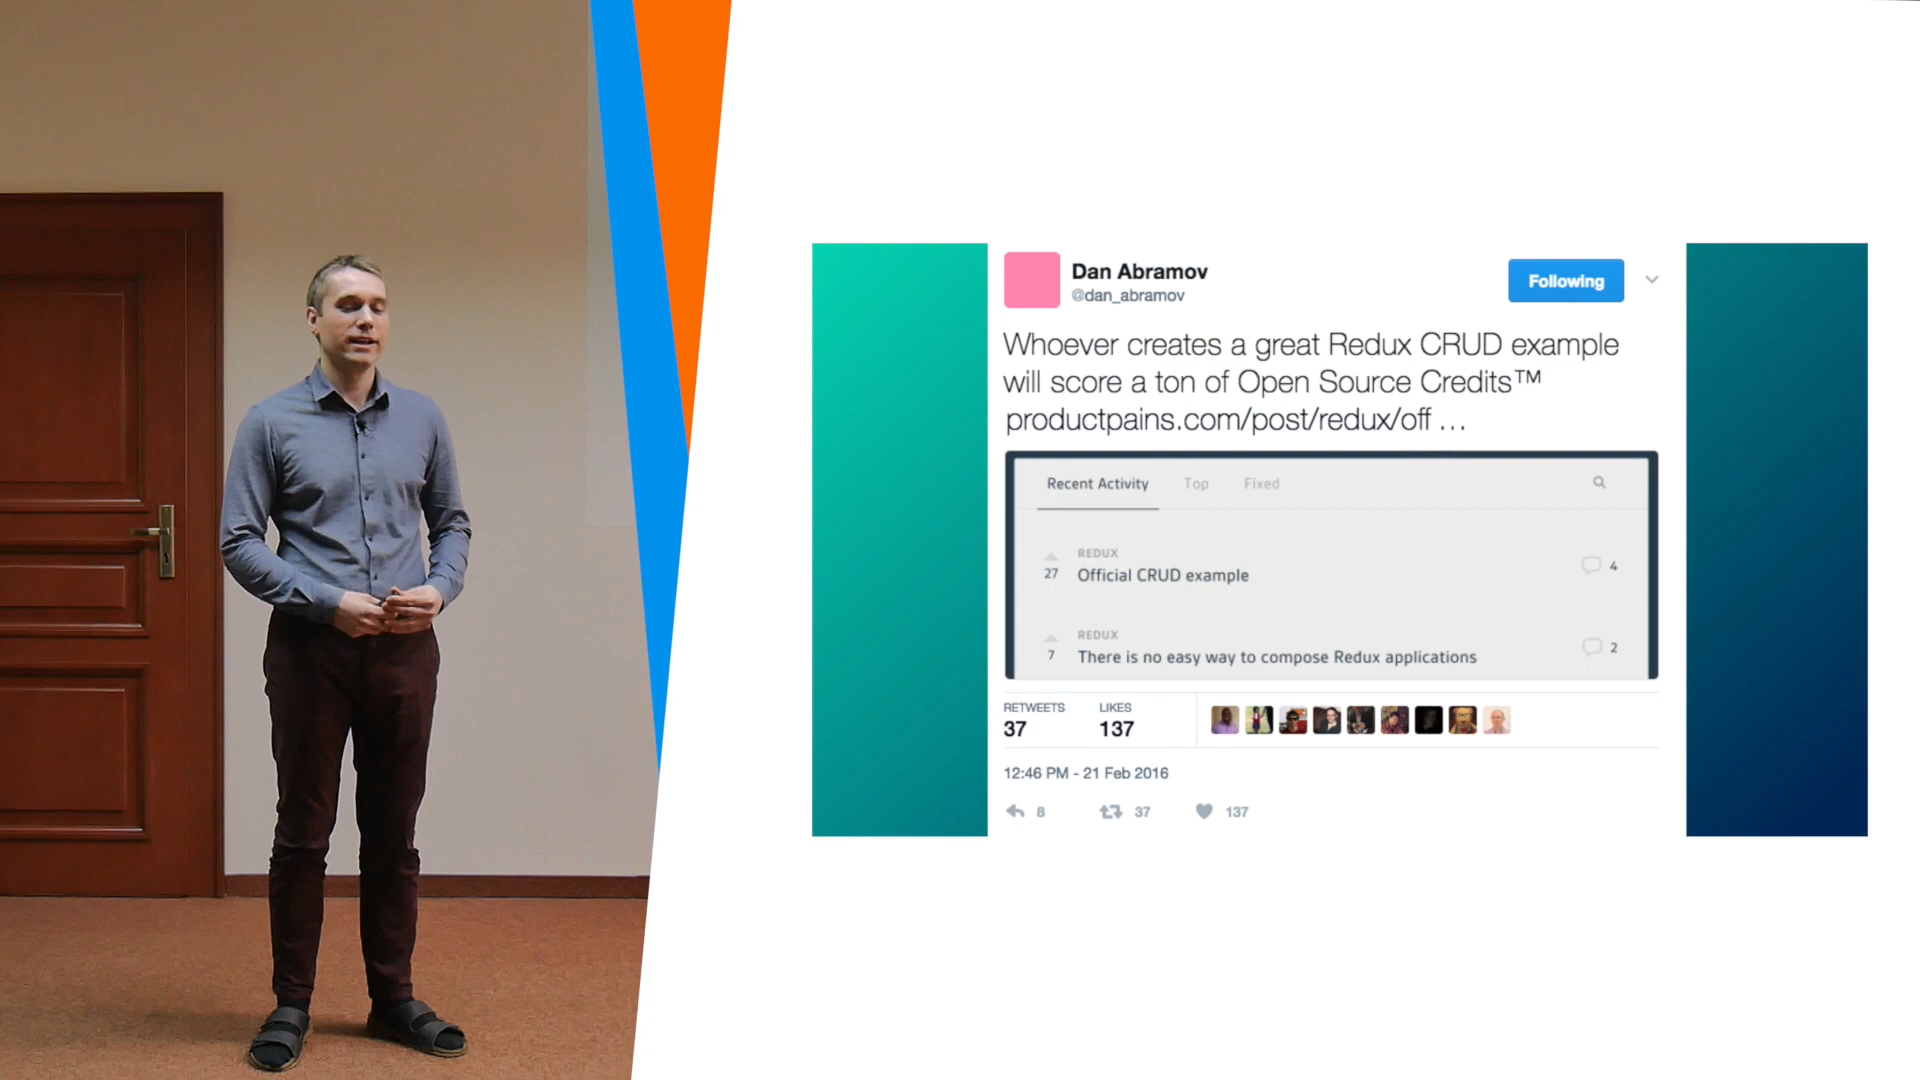 Dan Abramov
@dan_abramov
Following
Whoever creates a great Redux CRUD example
will score a ton of Open Source Credits™
productpains.com/post/redux/off …
Recent Activity Top Fixed
REDUX
27 Official CRUD example 4
REDUX
7 There is no easy way to compose Redux applications 2
RETWEETS LIKES
37 137
12:46 PM - 21 Feb 2016
8 37 137